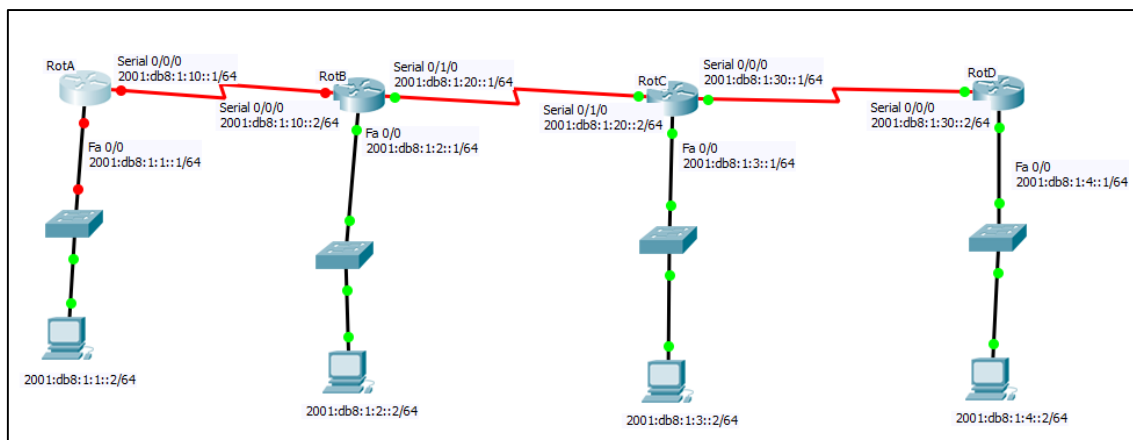 RotA
Serial 0/0/0
2001:db8:1:10::1/64
Serial 0/0/0
2001:db8:1:10::2/64
Fa 0/0
2001:db8:1:1::1/64
2001:db8:1:1::2/64
RotB
Serial 0/1/0
2001:db8:1:20::1/64
Serial 0/1/0
2001:db8:1:20::2/64
Fa 0/0
2001:db8:1:2::1/64
2001:db8:1:2::2/64
RotC
Serial 0/0/0
2001:db8:1:30::1/64
Serial 0/0/0
2001:db8:1:30::2/64
Fa 0/0
2001:db8:1:3::1/64
2001:db8:1:3::2/64
RotD
Fa 0/0
2001:db8:1:4::1/64
2001:db8:1:4::2/64